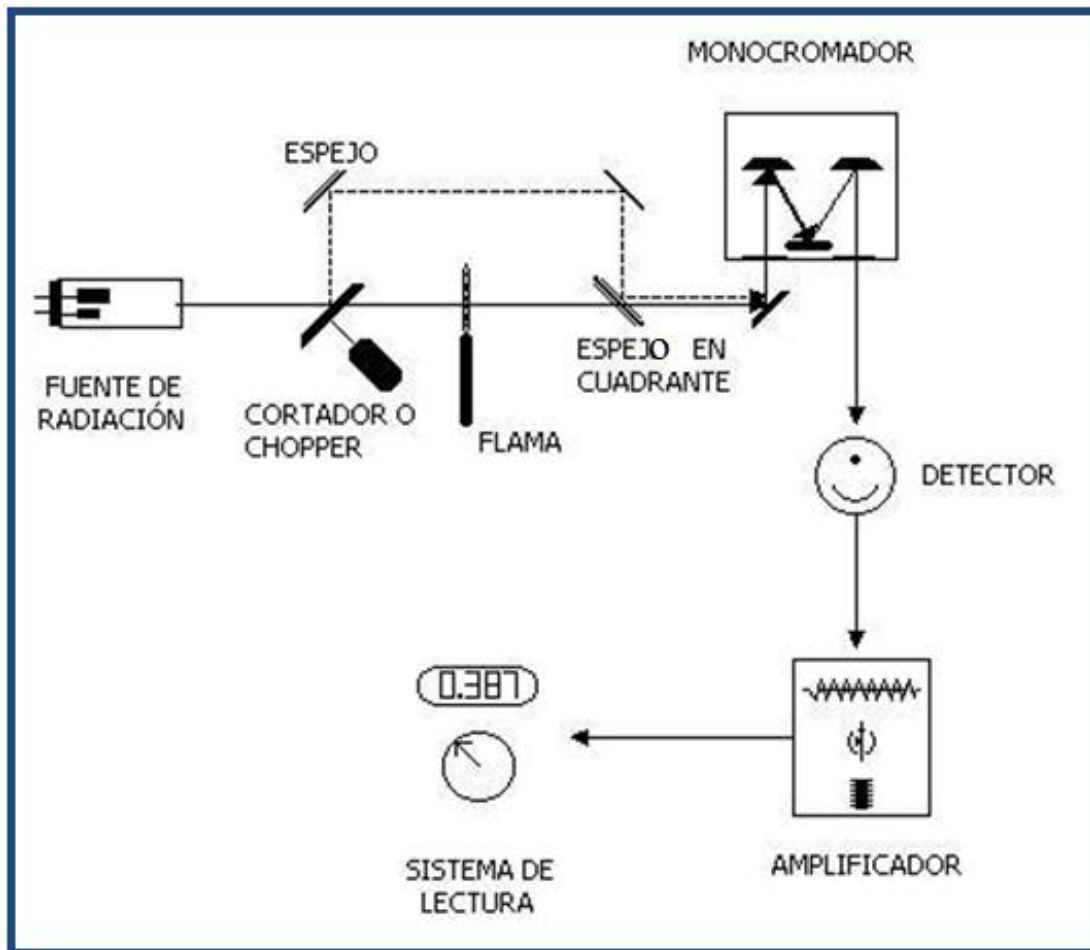 MONOCROMADOR
ESPEJO
FUENTE DE
RADIACIÓN
CORTADOR O
CHOPPER
FLAMA
ESPEJO EN
CUADRANTE
DETECTOR
0.387
SISTEMA DE
LECTURA
AMPLIFICADOR